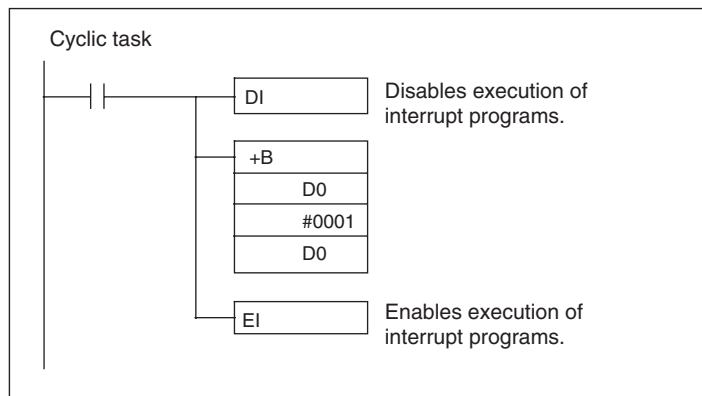 Cyclic task
DI
Disables execution of
interrupt programs.
+B
D0
#0001
D0
EI
Enables execution of
interrupt programs.